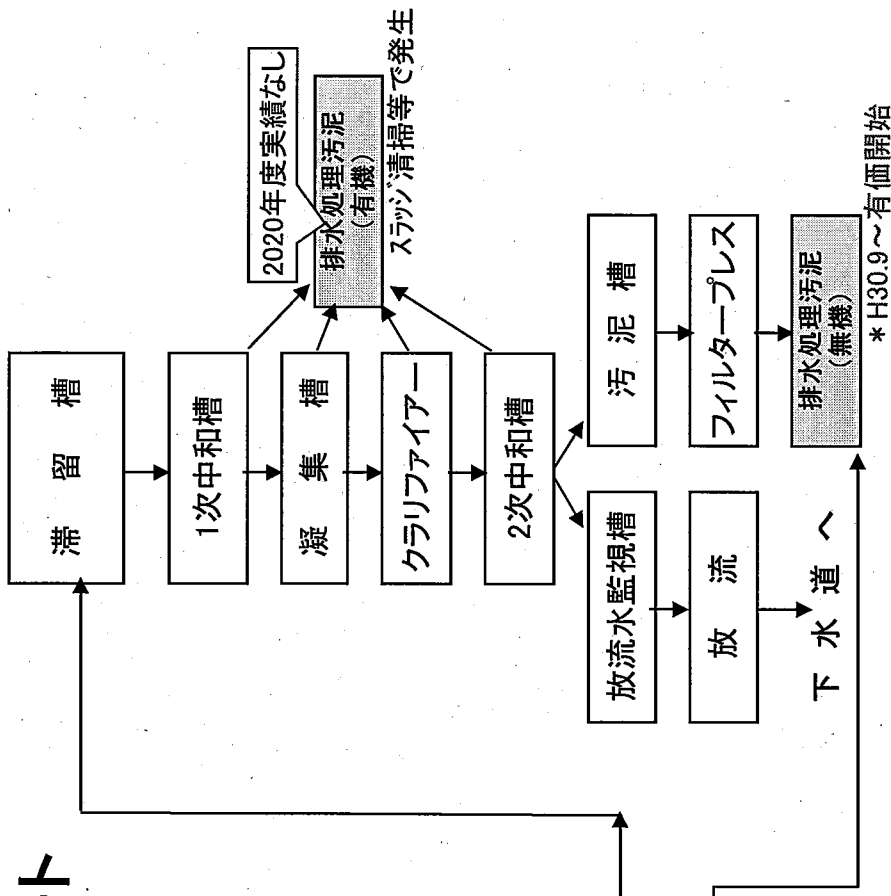 ト
滞留槽
1次中和槽
凝集槽
クラリファイアー
2次中和槽
2020年度実績なし
排水処理汚泥
(有機)
スラッジ清掃等で発生
放流水監視槽
放流
下水道へ
汚泥槽
フィルタープレス
排水処理汚泥
(無機)
*H30.9～有価開始